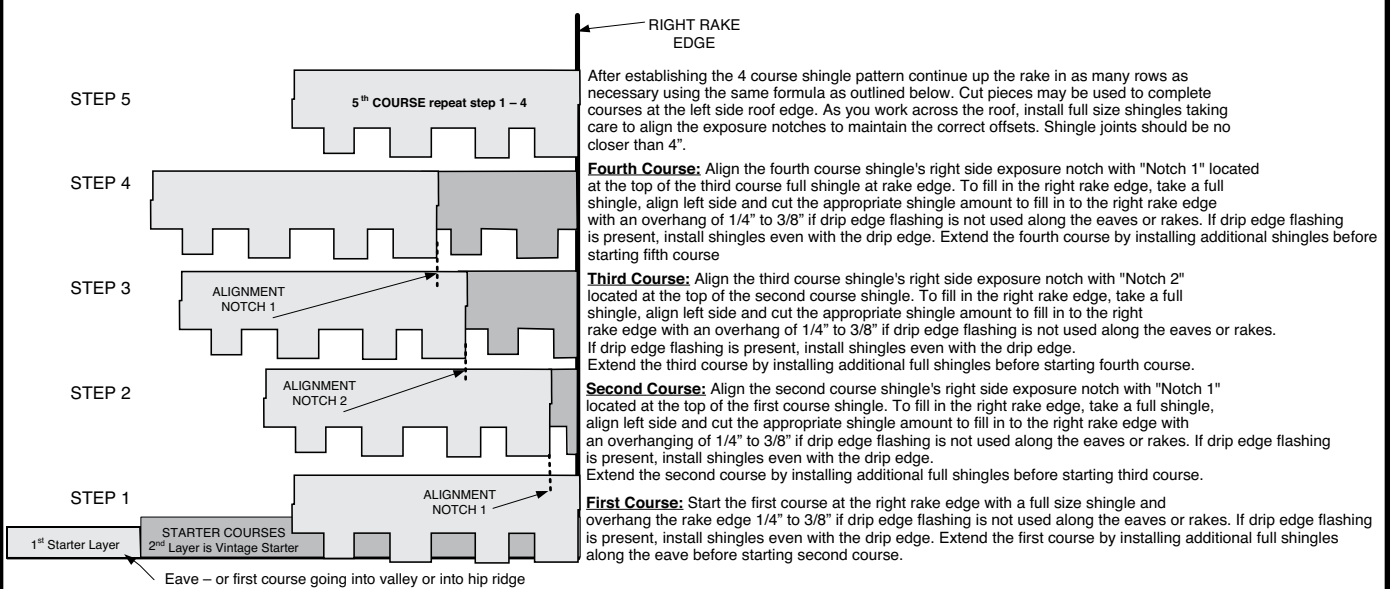 RIGHT RAKE
EDGE
STEP 5
5th COURSE repeat step 1 – 4
After establishing the 4 course shingle pattern continue up the rake in as many rows as
necessary using the same formula as outlined below. Cut pieces may be used to complete
courses at the left side roof edge. As you work across the roof, install full size shingles taking
care to align the exposure notches to maintain the correct offsets. Shingle joints should be no
closer than 4”.
STEP 4
Fourth Course: Align the fourth course shingle's right side exposure notch with "Notch 1" located
at the top of the third course full shingle at rake edge. To fill in the right rake edge, take a full
shingle, align left side and cut the appropriate shingle amount to fill in to the right rake edge
with an overhang of 1/4” to 3/8” if drip edge flashing is not used along the eaves or rakes. If drip edge flashing
is present, install shingles even with the drip edge. Extend the fourth course by installing additional shingles before
starting fifth course
STEP 3
ALIGNMENT
NOTCH 1
Third Course: Align the third course shingle's right side exposure notch with "Notch 2"
located at the top of the second course shingle. To fill in the right rake edge, take a full
shingle, align left side and cut the appropriate shingle amount to fill in to the right
rake edge with an overhang of 1/4” to 3/8” if drip edge flashing is not used along the eaves or rakes.
If drip edge flashing is present, install shingles even with the drip edge.
Extend the third course by installing additional full shingles before starting fourth course.
STEP 2
ALIGNMENT
NOTCH 2
Second Course: Align the second course shingle's right side exposure notch with "Notch 1"
located at the top of the first course shingle. To fill in the right rake edge, take a full shingle,
align left side and cut the appropriate shingle amount to fill in to the right rake edge with
an overhanging of 1/4” to 3/8” if drip edge flashing is not used along the eaves or rakes. If drip edge flashing
is present, install shingles even with the drip edge.
Extend the second course by installing additional full shingles before starting third course.
STEP 1
ALIGNMENT
NOTCH 1
First Course: Start the first course at the right rake edge with a full size shingle and
overhang the rake edge 1/4” to 3/8” if drip edge flashing is not used along the eaves or rakes. If drip edge flashing
is present, install shingles even with the drip edge. Extend the first course by installing additional full shingles
along the eave before starting second course.
STARTER COURSES
2nd Layer is Vintage Starter
1st Starter Layer
Eave – or first course going into valley or into hip ridge